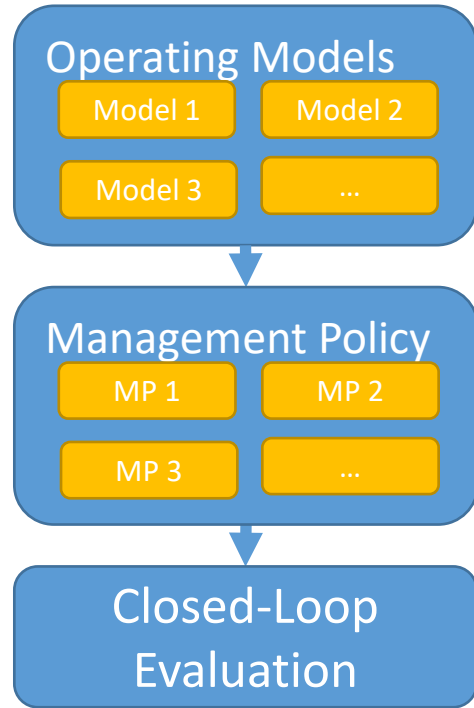 Operating Models
Model 1
Model 2
Model 3
...
Management Policy
MP 1
MP 2
MP 3
...
Closed-Loop
Evaluation